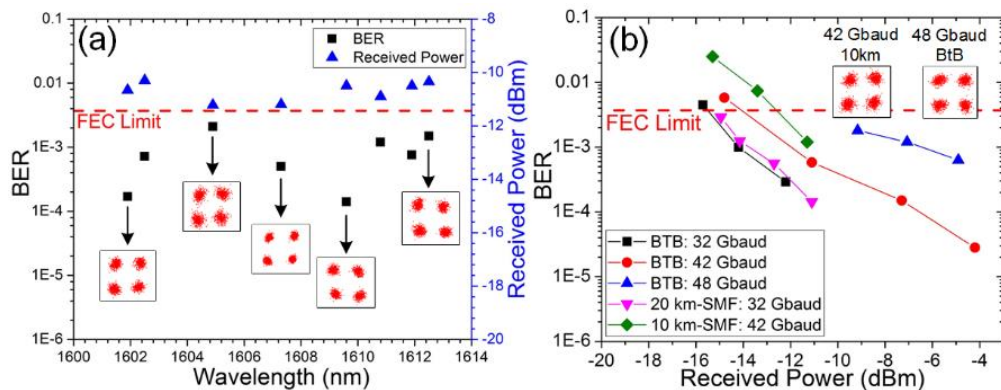 (a)
BER
Received Power
FEC Limit
0.1
0.01
1E-3
1E-4
1E-5
1E-6
BER
-8
-10
-12
-14
-16
-18
-20
Received Power (dBm)
1600 1602 1604 1606 1608 1610 1612 1614
Wavelength (nm)
(b)
42 Gbaud
10km
48 Gbaud
BtB
FEC Limit
0.1
0.01
1E-3
1E-4
1E-5
1E-6
BER
BTB: 32 Gbaud
BTB: 42 Gbaud
BTB: 48 Gbaud
20 km-SMF: 32 Gbaud
10 km-SMF: 42 Gbaud
-20 -18 -16 -14 -12 -10 -8 -6 -4 -2
Received Power (dBm)